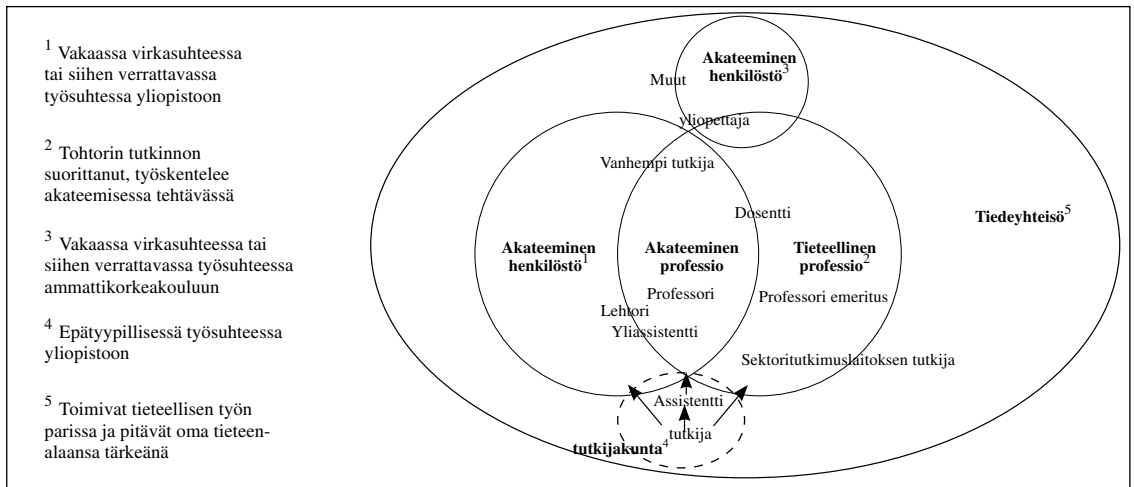 ¹ Vakaassa virkasuhteessa
tai siihen verrattavassa
työsuhtessa yliopistoon
² Tohtorin tutkinnon
suorittanut, työskentelee
akateemisessa tehtävässä
³ Vakaassa virkasuhteessa tai
siihen verrattavassa työsuhteessa
ammattikorkeakouluun
⁴ Epätyypillisessä työsuhteessa
yliopistoon
⁵ Toimivat tieteellisen työn
parissa ja pitävät oma tieteen-
alaansa tärkeänä
Akateeminen
henkilöstö³
Muut
yliopettaja
Vanhempi tutkija
Dosentti
Tiedeyhteisö⁵
Akateeminen
henkilöstö¹
Akateeminen
professio
Tieteellinen
professio²
Professori
Professori emeritus
Lehtori
Yliassistentti
Sektoritutkimuslaitoksen tutkija
Assistentti
tutkija
tutkijakunta⁴